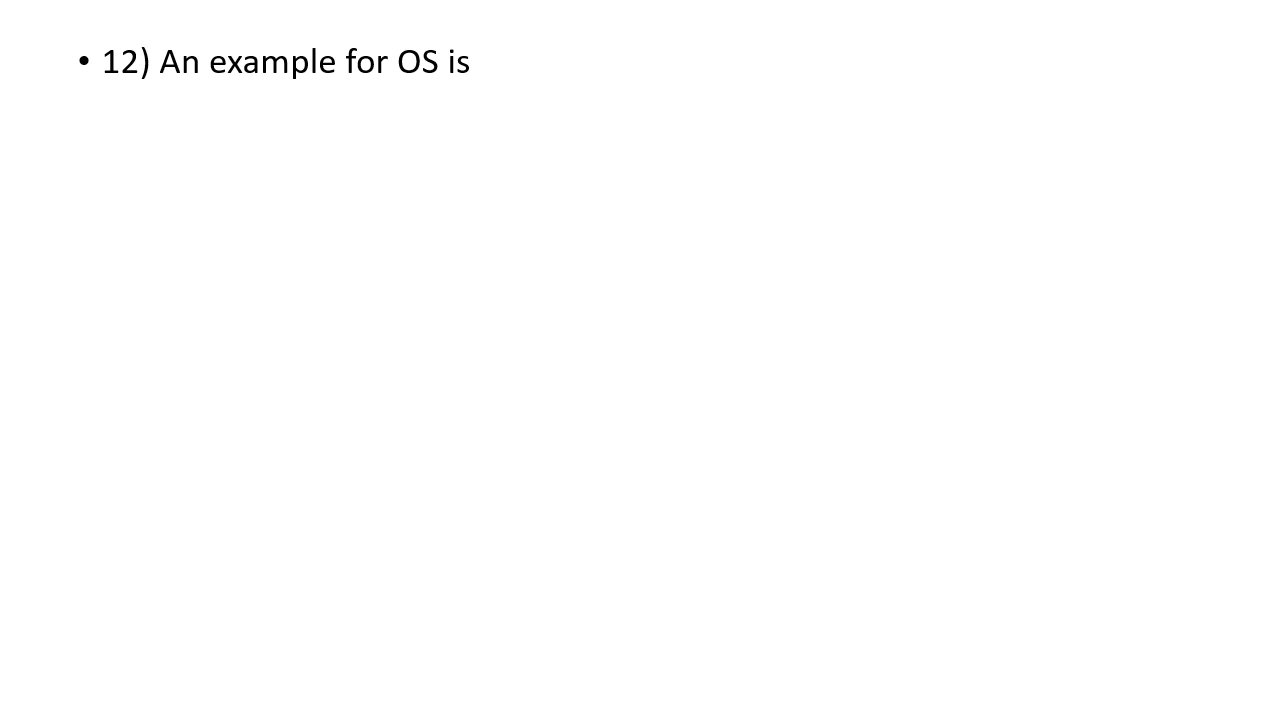 • 12) An example for OS is